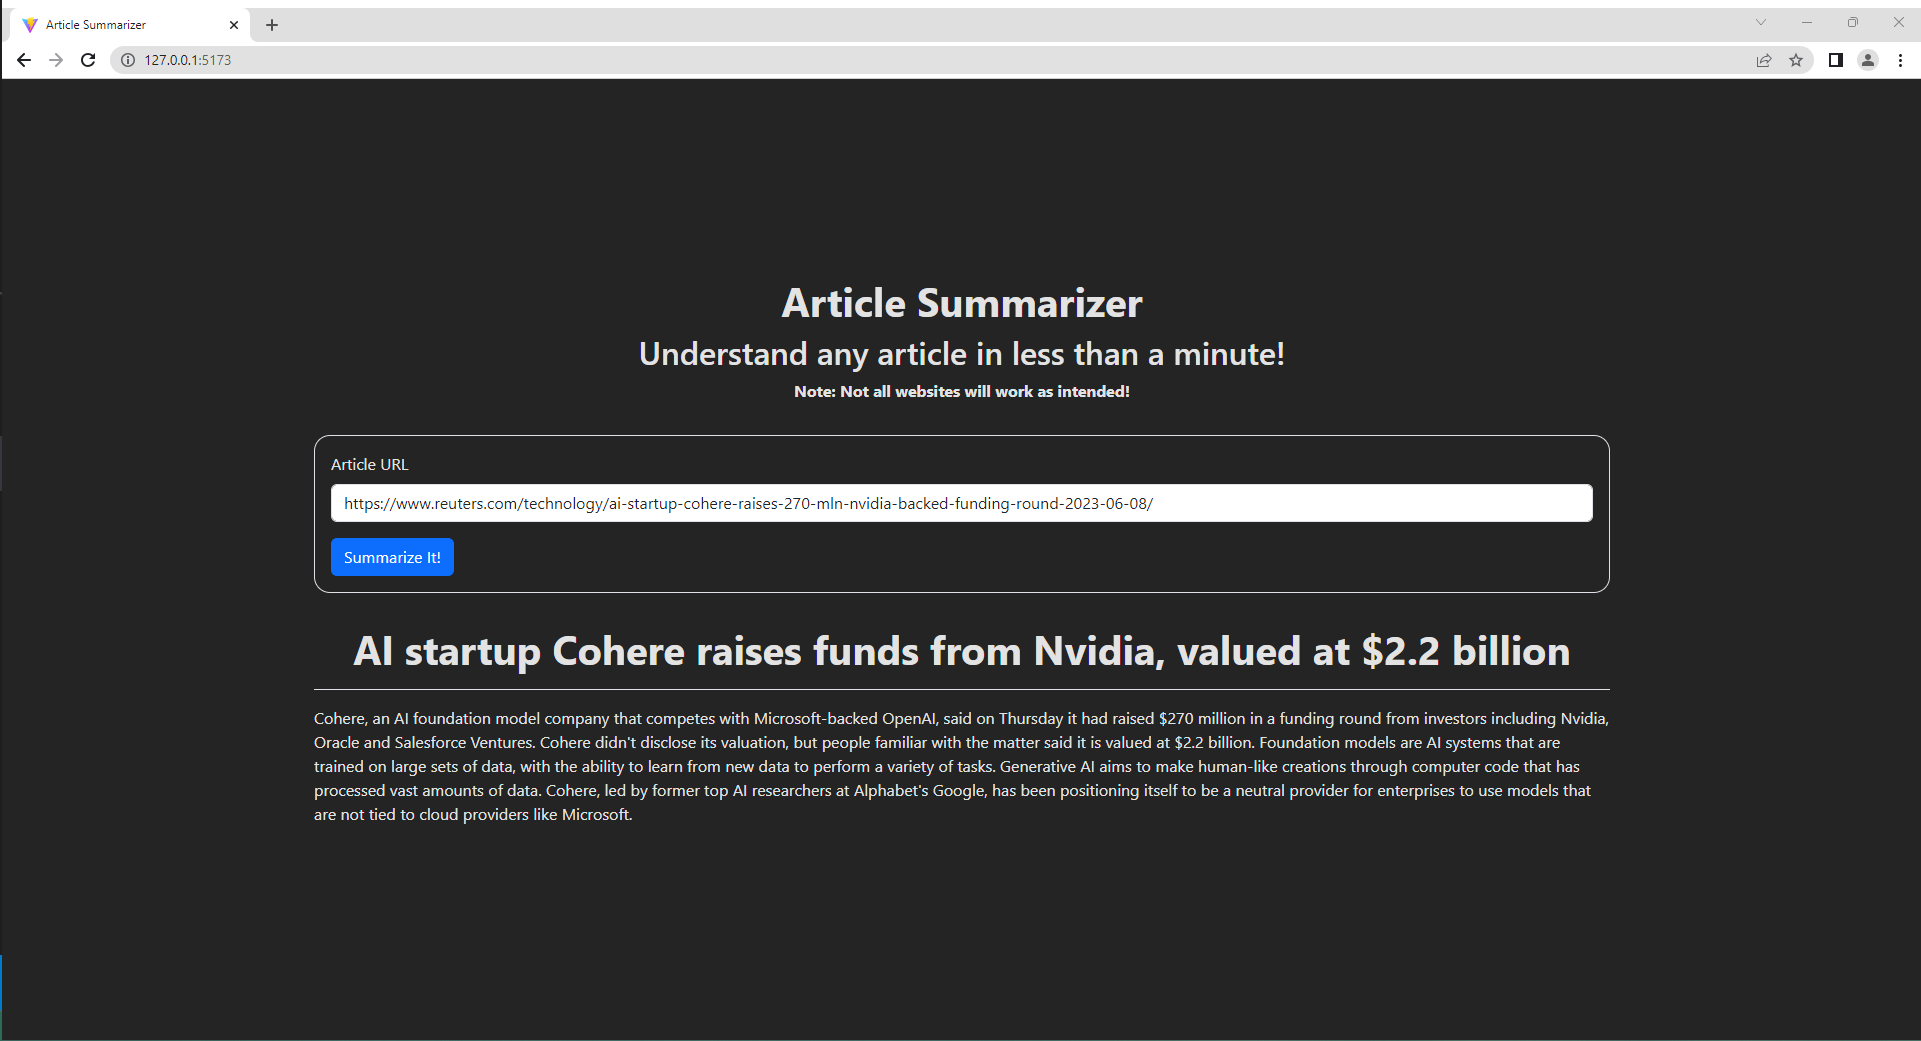 Article Summarizer
127.0.0.1:5173
Article Summarizer
Understand any article in less than a minute!
Note: Not all websites will work as intended!
Article URL
https://www.reuters.com/technology/ai-startup-cohere-raises-270-mln-nvidia-backed-funding-round-2023-06-08/
Summarize It!
AI startup Cohere raises funds from Nvidia, valued at $2.2 billion
Cohere, an AI foundation model company that competes with Microsoft-backed OpenAI, said on Thursday it had raised $270 million in a funding round from investors including Nvidia,
Oracle and Salesforce Ventures. Cohere didn't disclose its valuation, but people familiar with the matter said it is valued at $2.2 billion. Foundation models are AI systems that are
trained on large sets of data, with the ability to learn from new data to perform a variety of tasks. Generative AI aims to make human-like creations through computer code that has
processed vast amounts of data. Cohere, led by former top AI researchers at Alphabet's Google, has been positioning itself to be a neutral provider for enterprises to use models that
are not tied to cloud providers like Microsoft.